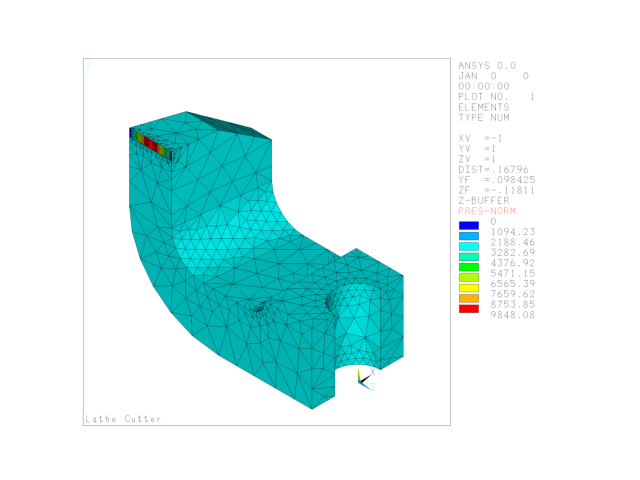 1
ANSYS 0.0
JAN 0 0
00:00:00
PLOT NO. 1
ELEMENTS
TYPE NUM
XV =-1
YV =1
ZV =1
DIST=.16796
YF =.098425
ZF =-.11811
Z-BUFFER
PRES-NORM
0
1094.23
2188.46
3282.69
4376.92
5471.15
6565.39
7659.62
8753.85
9848.08
X
Z
Lathe Cutter